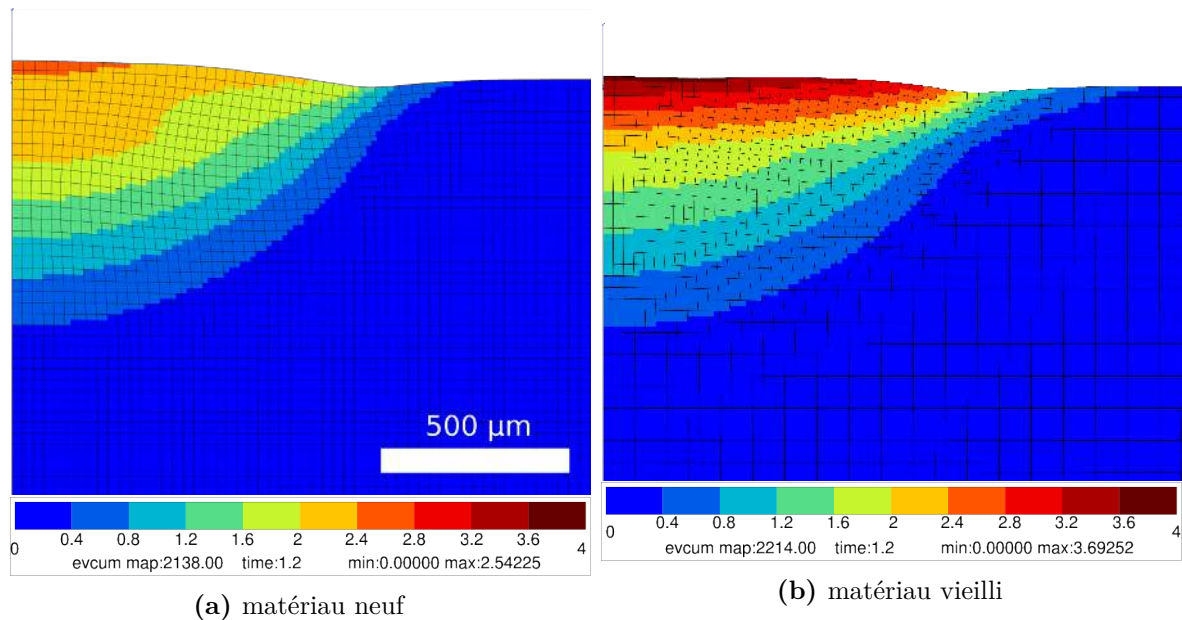 500 µm
0 0.4 0.8 1.2 1.6 2 2.4 2.8 3.2 3.6 4
evcum map:2138.00 time:1.2 min:0.00000 max:2.54225
(a) matériau neuf
0 0.4 0.8 1.2 1.6 2 2.4 2.8 3.2 3.6 4
evcum map:2214.00 time:1.2 min:0.00000 max:3.69252
(b) matériau vieilli